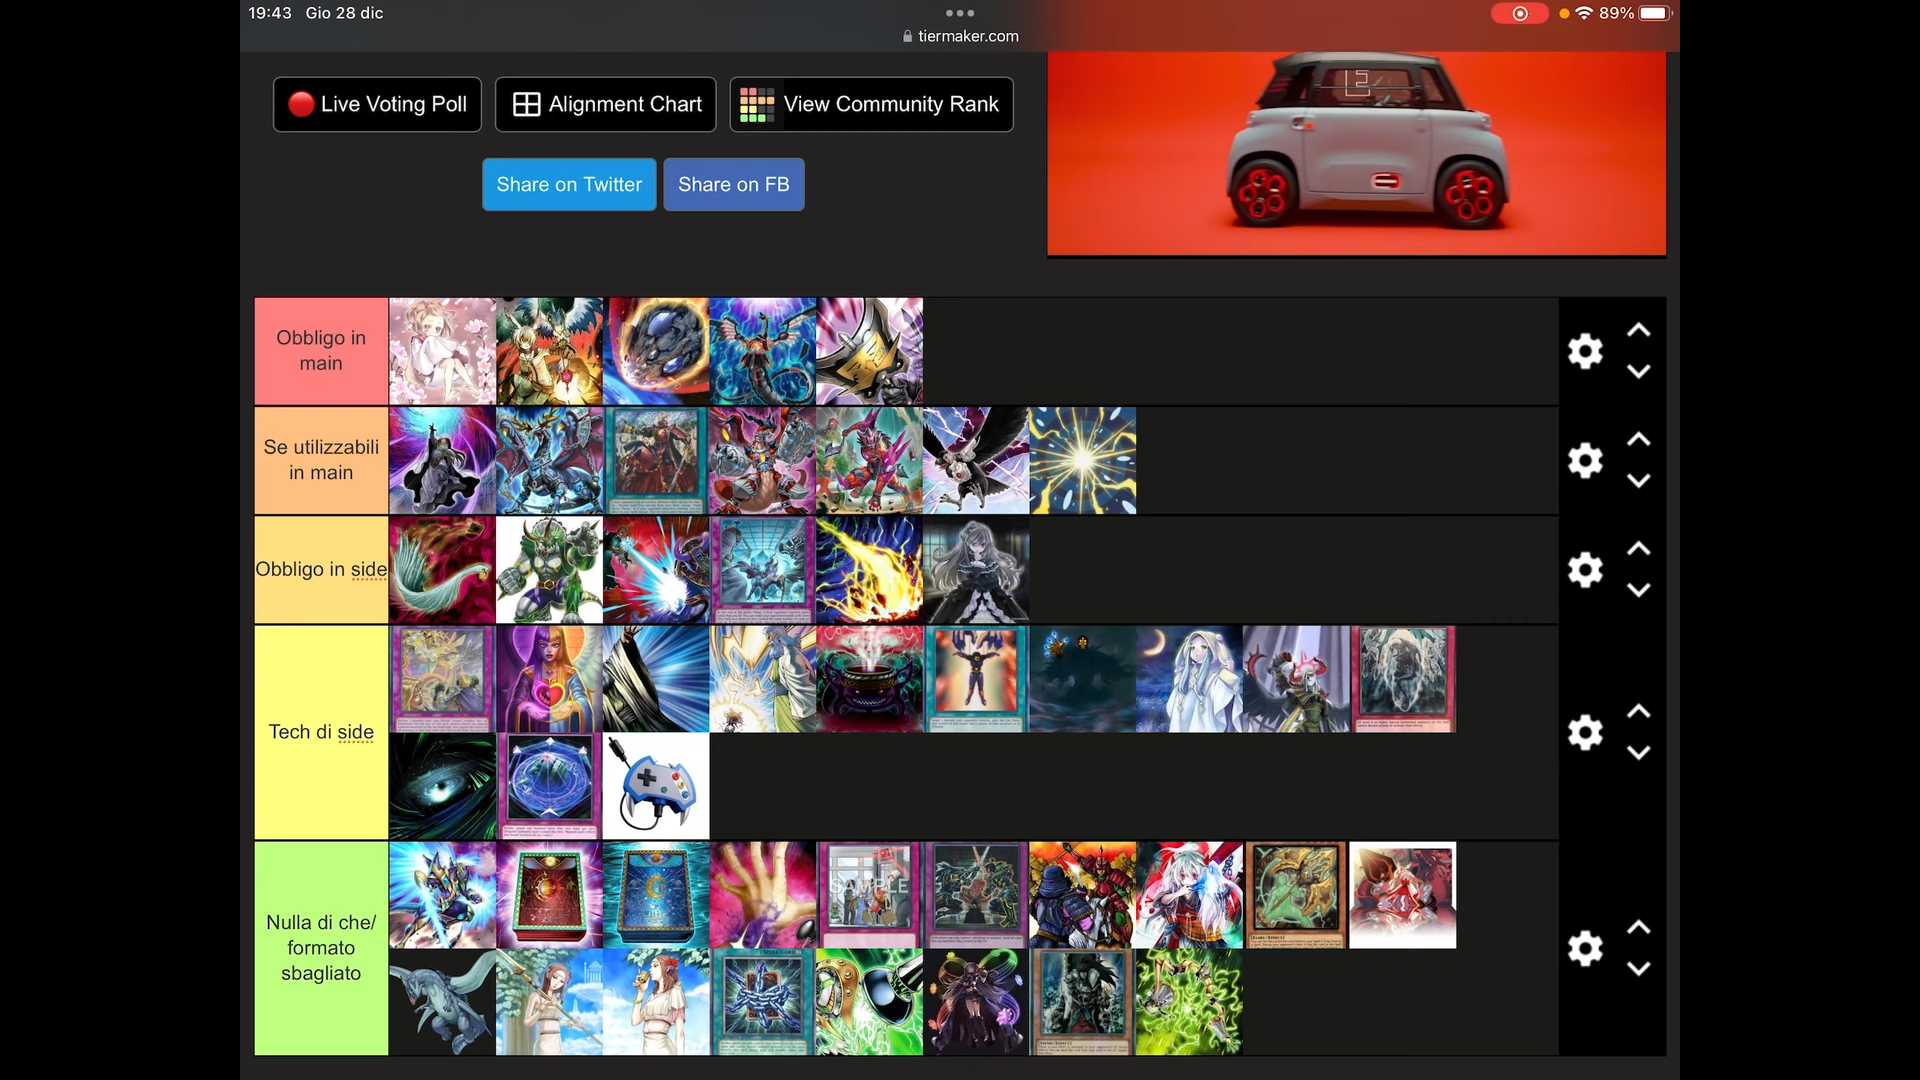 19:43 Gio 28 dic
89%
tiermaker.com
Live Voting Poll
Alignment Chart
View Community Rank
Share on Twitter
Share on FB
Obbligo in
main
Se utilizzabili
in main
Obbligo in side
Tech di side
Nulla di che/
formato
sbagliato
SAMPLE